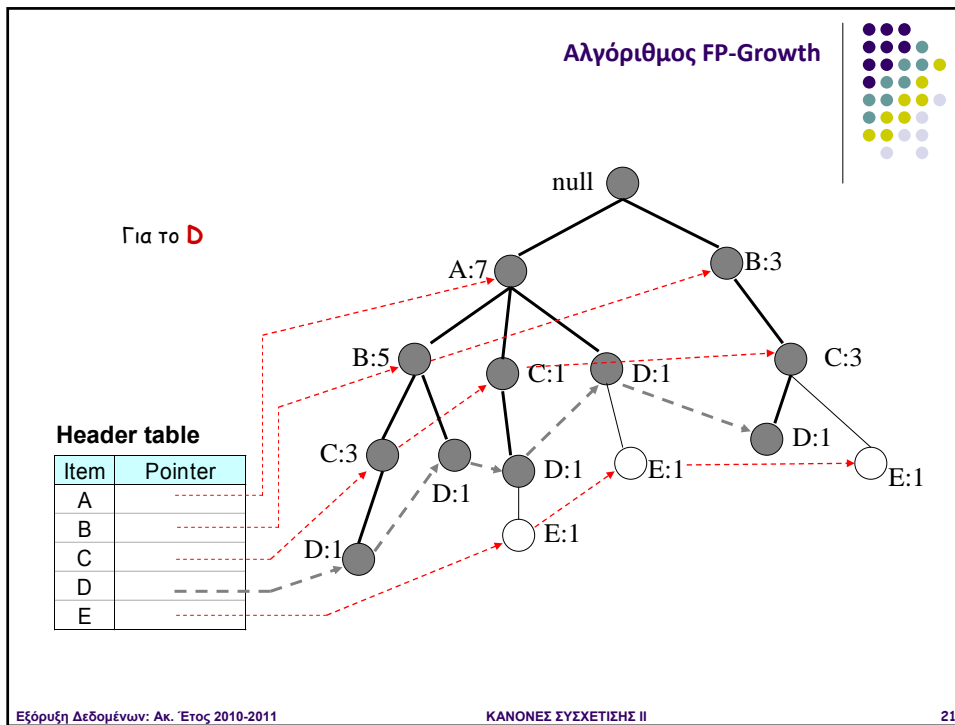 Αλγόριθμος FP-Growth
null
Για το D
A:7
B:3
B:5
C:1
D:1
C:3
Header table
Item Pointer
A
B
C
D
E
C:3
D:1
D:1
E:1
D:1
E:1
D:1
E:1
Εξόρυξη Δεδομένων: Ακ. Έτος 2010-2011 ΚΑΝΟΝΕΣ ΣΥΣΧΕΤΙΣΗΣ II 21